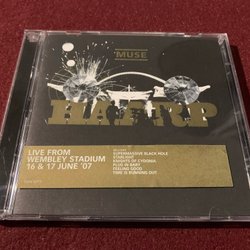 MUSE
HAARP
LIVE FROM
WEMBLEY STADIUM
16 & 17 JUNE '07
INCLUDES
SUPERMASSIVE BLACK HOLE
STARLIGHT
KNIGHTS OF CYDONIA
PLUG IN BABY
FEELING GOOD
TIME IS RUNNING OUT